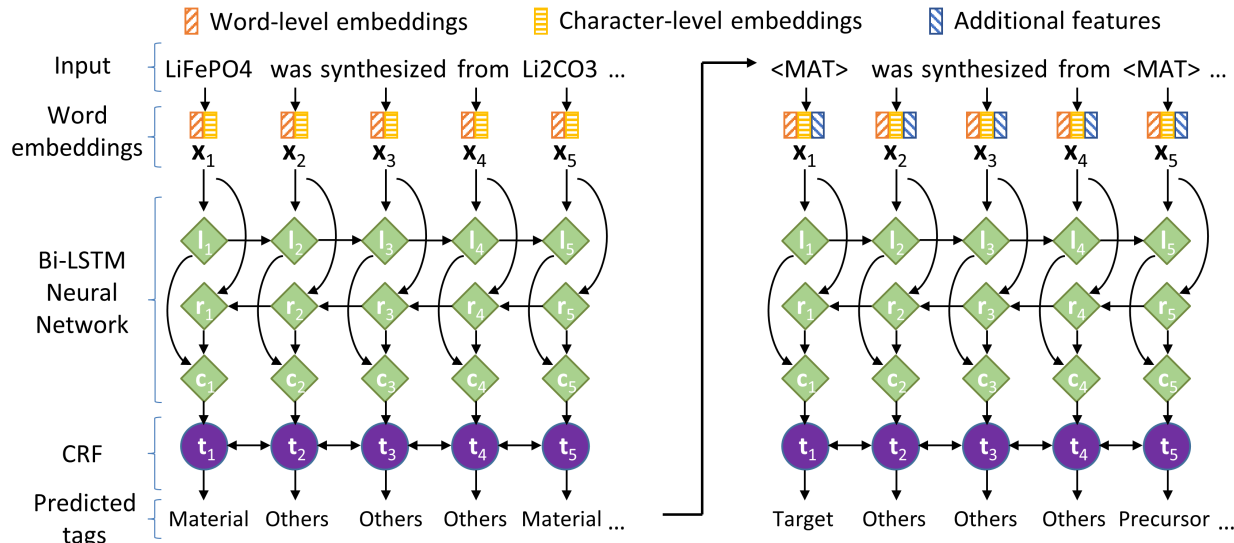 Word-level embeddings Character-level embeddings Additional features
Input LiFePO4 was synthesized from Li2CO3 ... <MAT> was synthesized from <MAT> ...
Word
embeddings
x1 x2 x3 x4 x5 x1 x2 x3 x4 x5
l1 l2 l3 l4 l5 l1 l2 l3 l4 l5
Bi-LSTM
Neural
Network
r1 r2 r3 r4 r5 r1 r2 r3 r4 r5
c1 c2 c3 c4 c5 c1 c2 c3 c4 c5
CRF t1 t2 t3 t4 t5 t1 t2 t3 t4 t5
Predicted
tags
Material Others Others Others Material ... Target Others Others Others Precursor ...